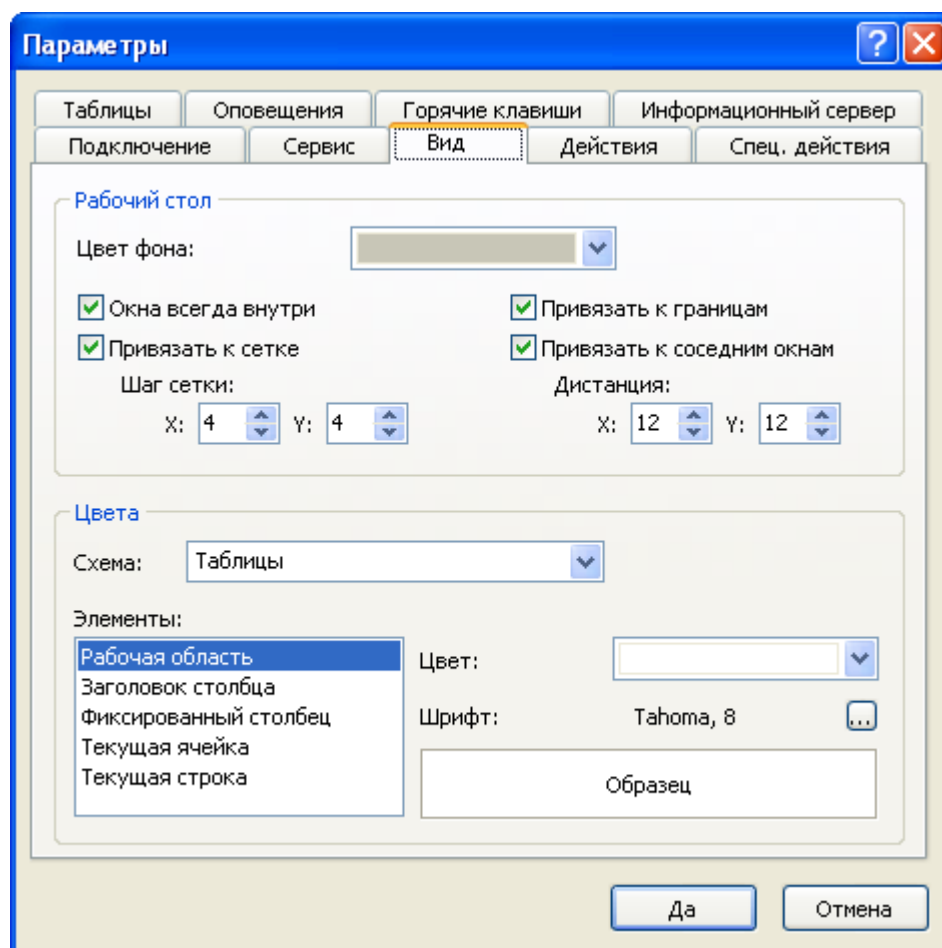 Параметры
Таблицы Оповещения Горячие клавиши Информационный сервер
Подключение Сервис Вид Действия Спец. действия
Рабочий стол
Цвет фона:
Окна всегда внутри Привязать к границам
Привязать к сетке Привязать к соседним окнам
Шаг сетки: Дистанция:
X: 4 Y: 4 X: 12 Y: 12
Цвета
Схема: Таблицы
Элементы:
Рабочая область Цвет:
Заголовок столбца
Фиксированный столбец Шрифт: Tahoma, 8 ...
Текущая ячейка
Текущая строка Образец
Да Отмена